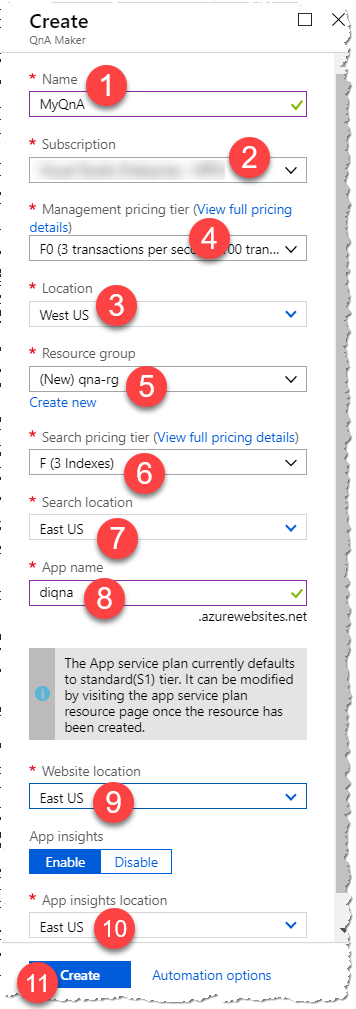 Create
QnA Maker
* Name
1
MyQnA
* Subscription
2
* Management pricing tier (View full pricing
details)
4
F0 (3 transactions per
* Location
3
West US
* Resource group
(New) qna-rg
5
Create new
* Search pricing tier (View full pricing details)
F (3 Indexes)
6
* Search location
East US
7
* App name
diqna
8
.azurewebsites.net
The App service plan currently defaults
to standard(S1) tier. It can be modified
by visiting the app service plan
resource page once the resource has
been created.
* Website location
East US
9
App insights
Enable Disable
* App insights location
East US
10
11 Create Automation options